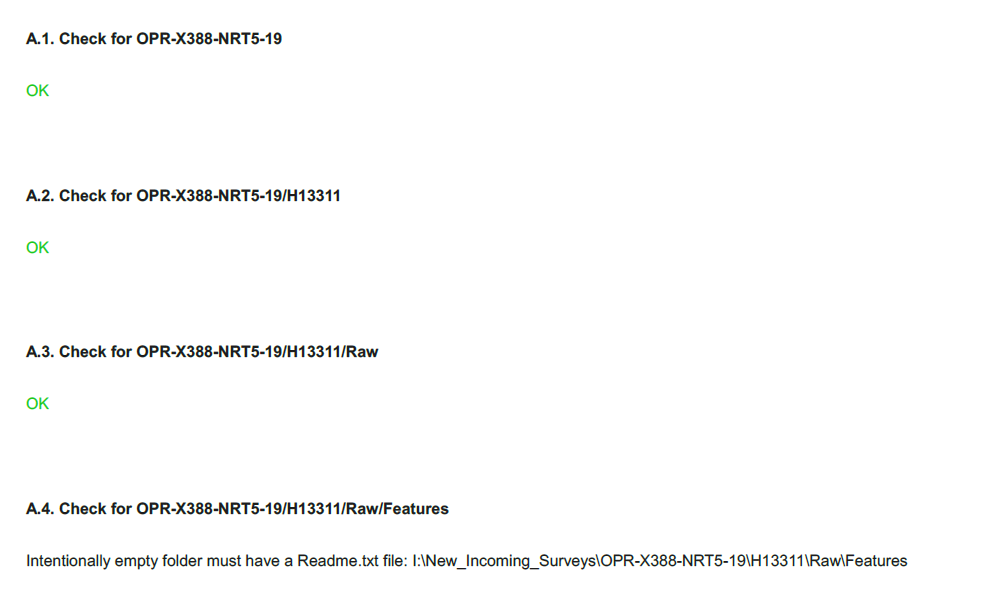 A.1. Check for OPR-X388-NRT5-19
OK
A.2. Check for OPR-X388-NRT5-19/H13311
OK
A.3. Check for OPR-X388-NRT5-19/H13311/Raw
OK
A.4. Check for OPR-X388-NRT5-19/H13311/Raw/Features
Intentionally empty folder must have a Readme.txt file: I:\New_Incoming_Surveys\OPR-X388-NRT5-19\H13311\Raw\Features